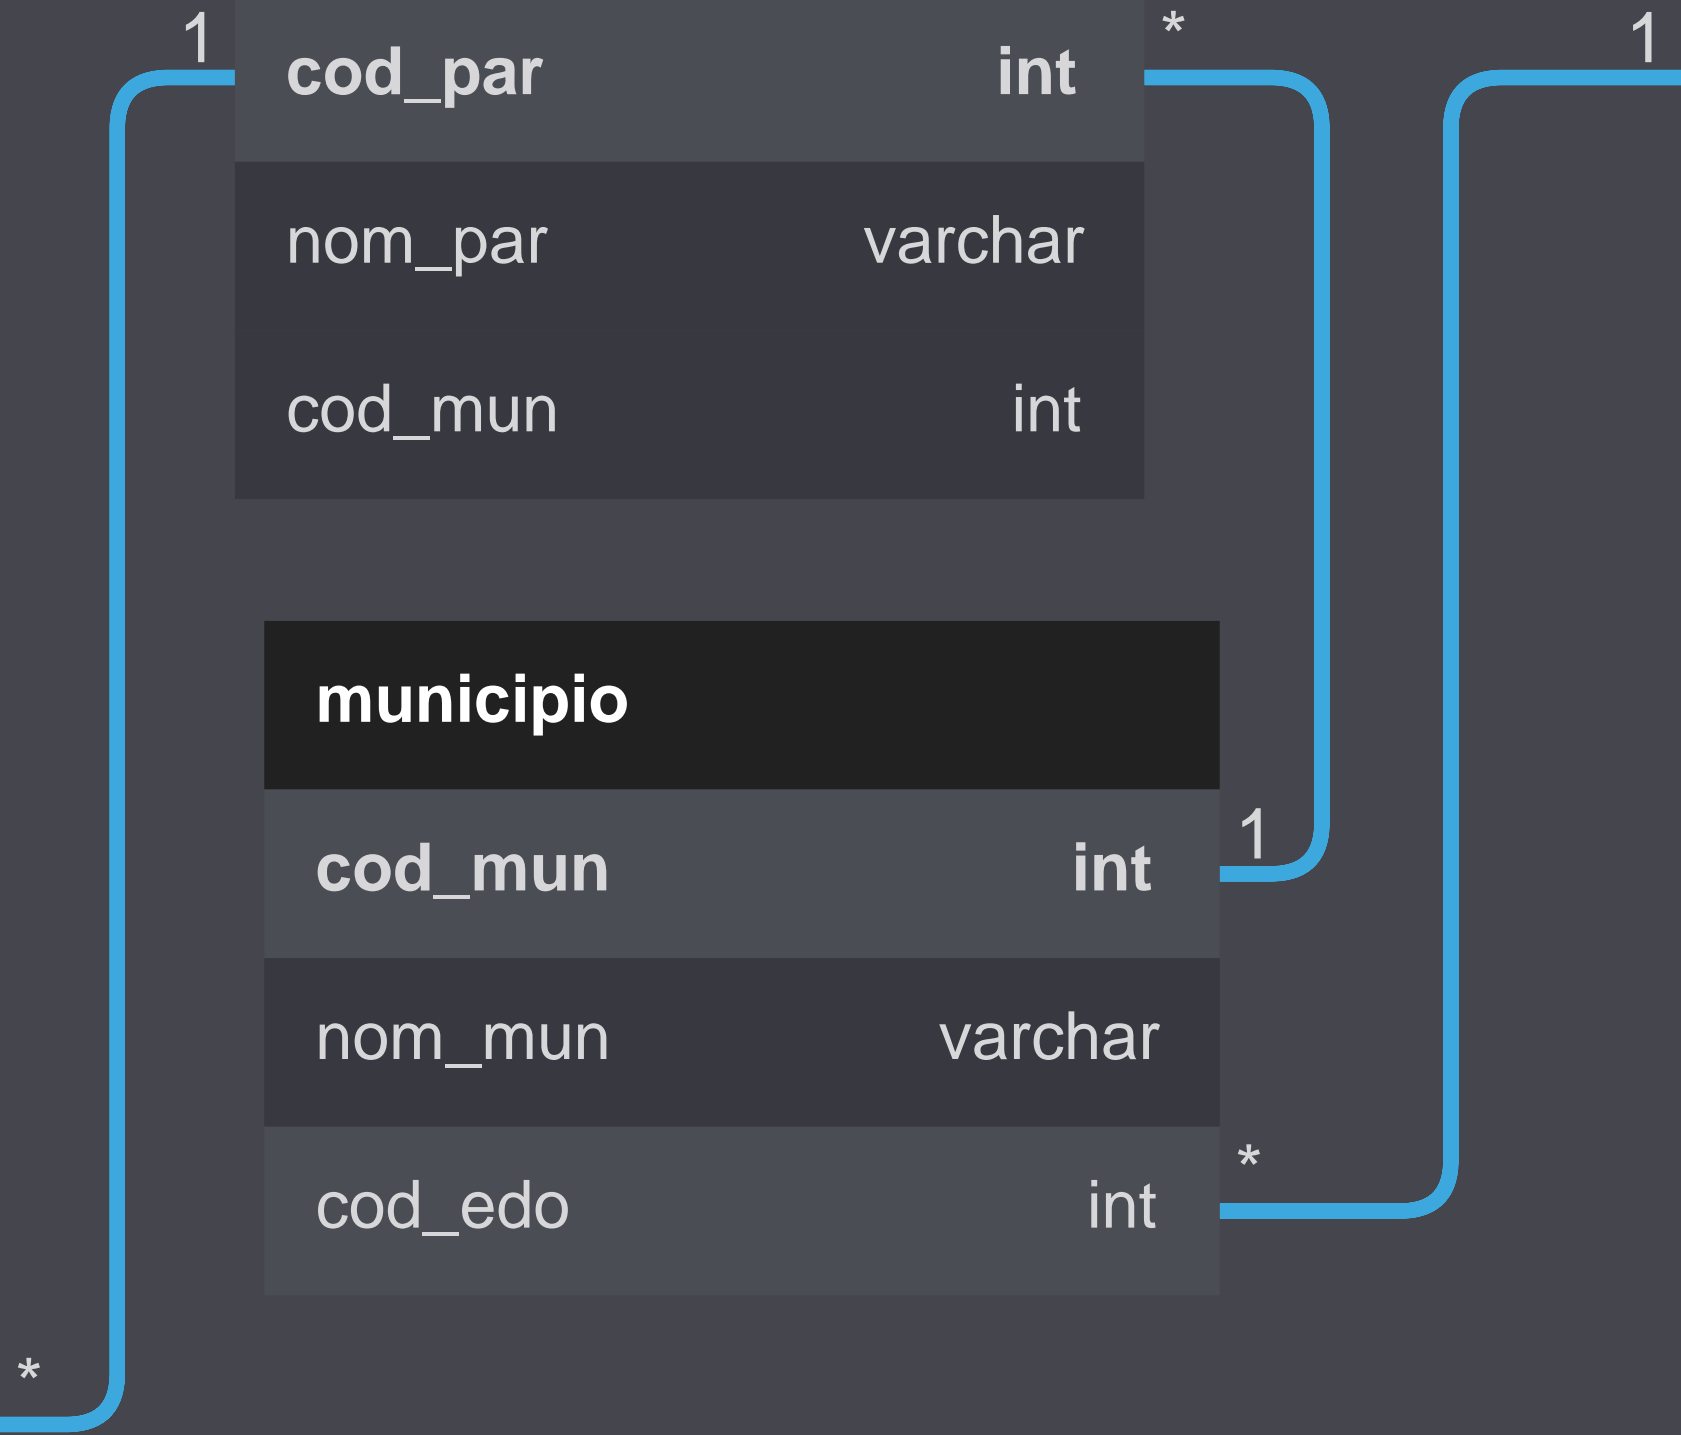 1 * 1
cod_par int
nom_par varchar
cod_mun int
municipio
1
cod_mun int
nom_mun varchar
*
cod_edo int
*